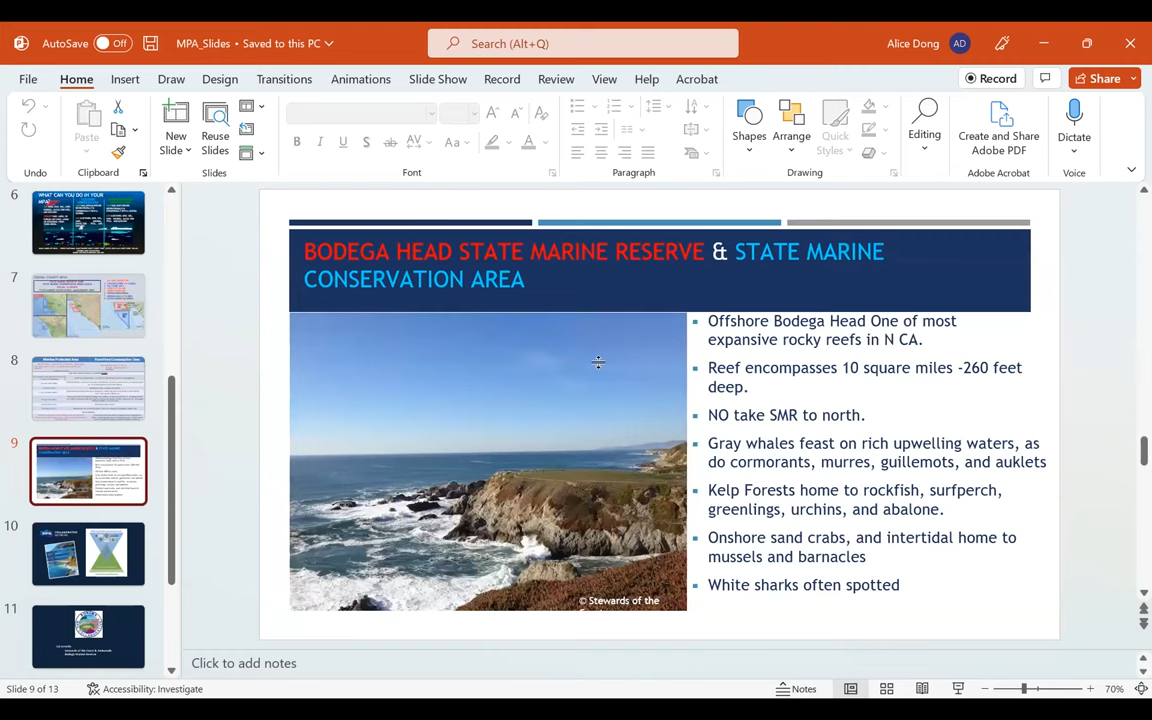 AutoSave Off MPA_Slides • Saved to this PC Search (Alt+Q) Alice Dong AD
File Home Insert Draw Design Transitions Animations Slide Show Record Review View Help Acrobat Record Share
Paste New Slide Reuse Slides Shapes Arrange Quick Styles Editing Create and Share Adobe PDF Dictate
Undo Clipboard Slides Font Paragraph Drawing Adobe Acrobat Voice
6
WHAT CAN YOU DO IN YOUR
MPA
7
8
9
10
11
BODEGA HEAD STATE MARINE RESERVE & STATE MARINE
CONSERVATION AREA
Offshore Bodega Head One of most
expansive rocky reefs in N CA.
Reef encompasses 10 square miles -260 feet
deep.
NO take SMR to north.
Gray whales feast on rich upwelling waters, as
do cormorants, murres, guillemots, and auklets
Kelp Forests home to rockfish, surfperch,
greenlings, urchins, and abalone.
Onshore sand crabs, and intertidal home to
mussels and barnacles
White sharks often spotted
© Stewards of the
Click to add notes
Slide 9 of 13 Accessibility: Investigate Notes 70%